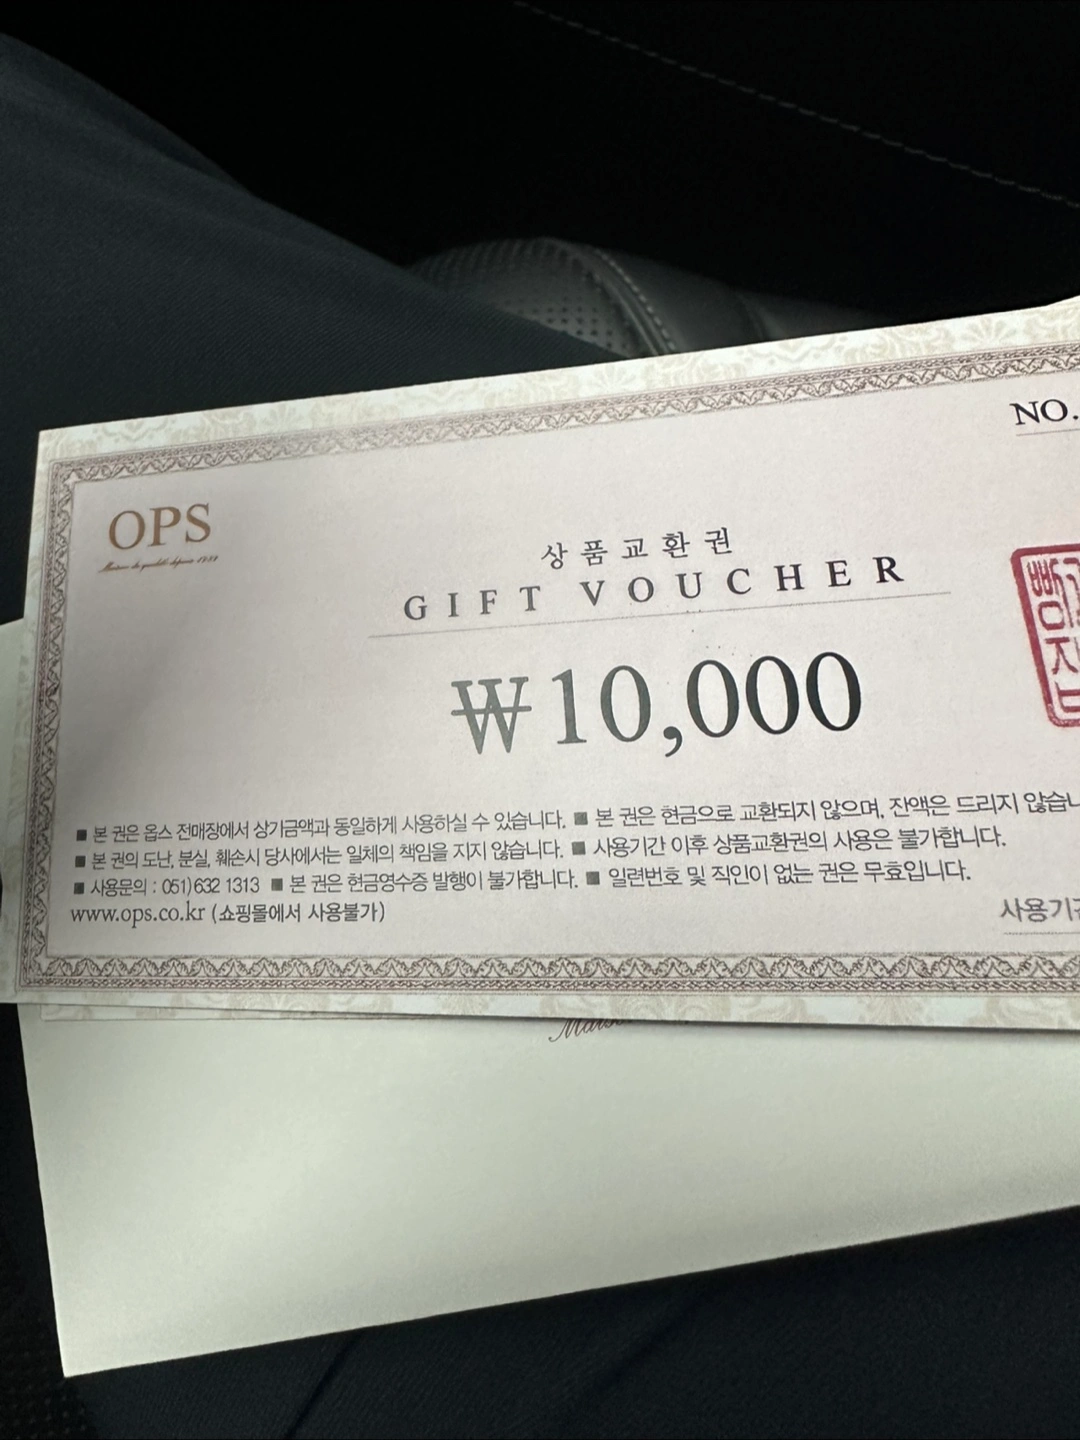 NO.
OPS
Maison de qualité depuis 1989
상품교환권
GIFT VOUCHER
₩10,000
■ 본 권은 옵스 전매장에서 상기금액과 동일하게 사용하실 수 있습니다. ■ 본 권은 현금으로 교환되지 않으며, 잔액은 드리지 않습니
■ 본 권의 도난, 분실, 훼손시 당사에서는 일체의 책임을 지지 않습니다. ■ 사용기간 이후 상품교환권의 사용은 불가합니다.
■ 사용문의 : 051) 632 1313 ■ 본 권은 현금영수증 발행이 불가합니다. ■ 일련번호 및 직인이 없는 권은 무효입니다.
www.ops.co.kr (쇼핑몰에서 사용불가)
사용기간